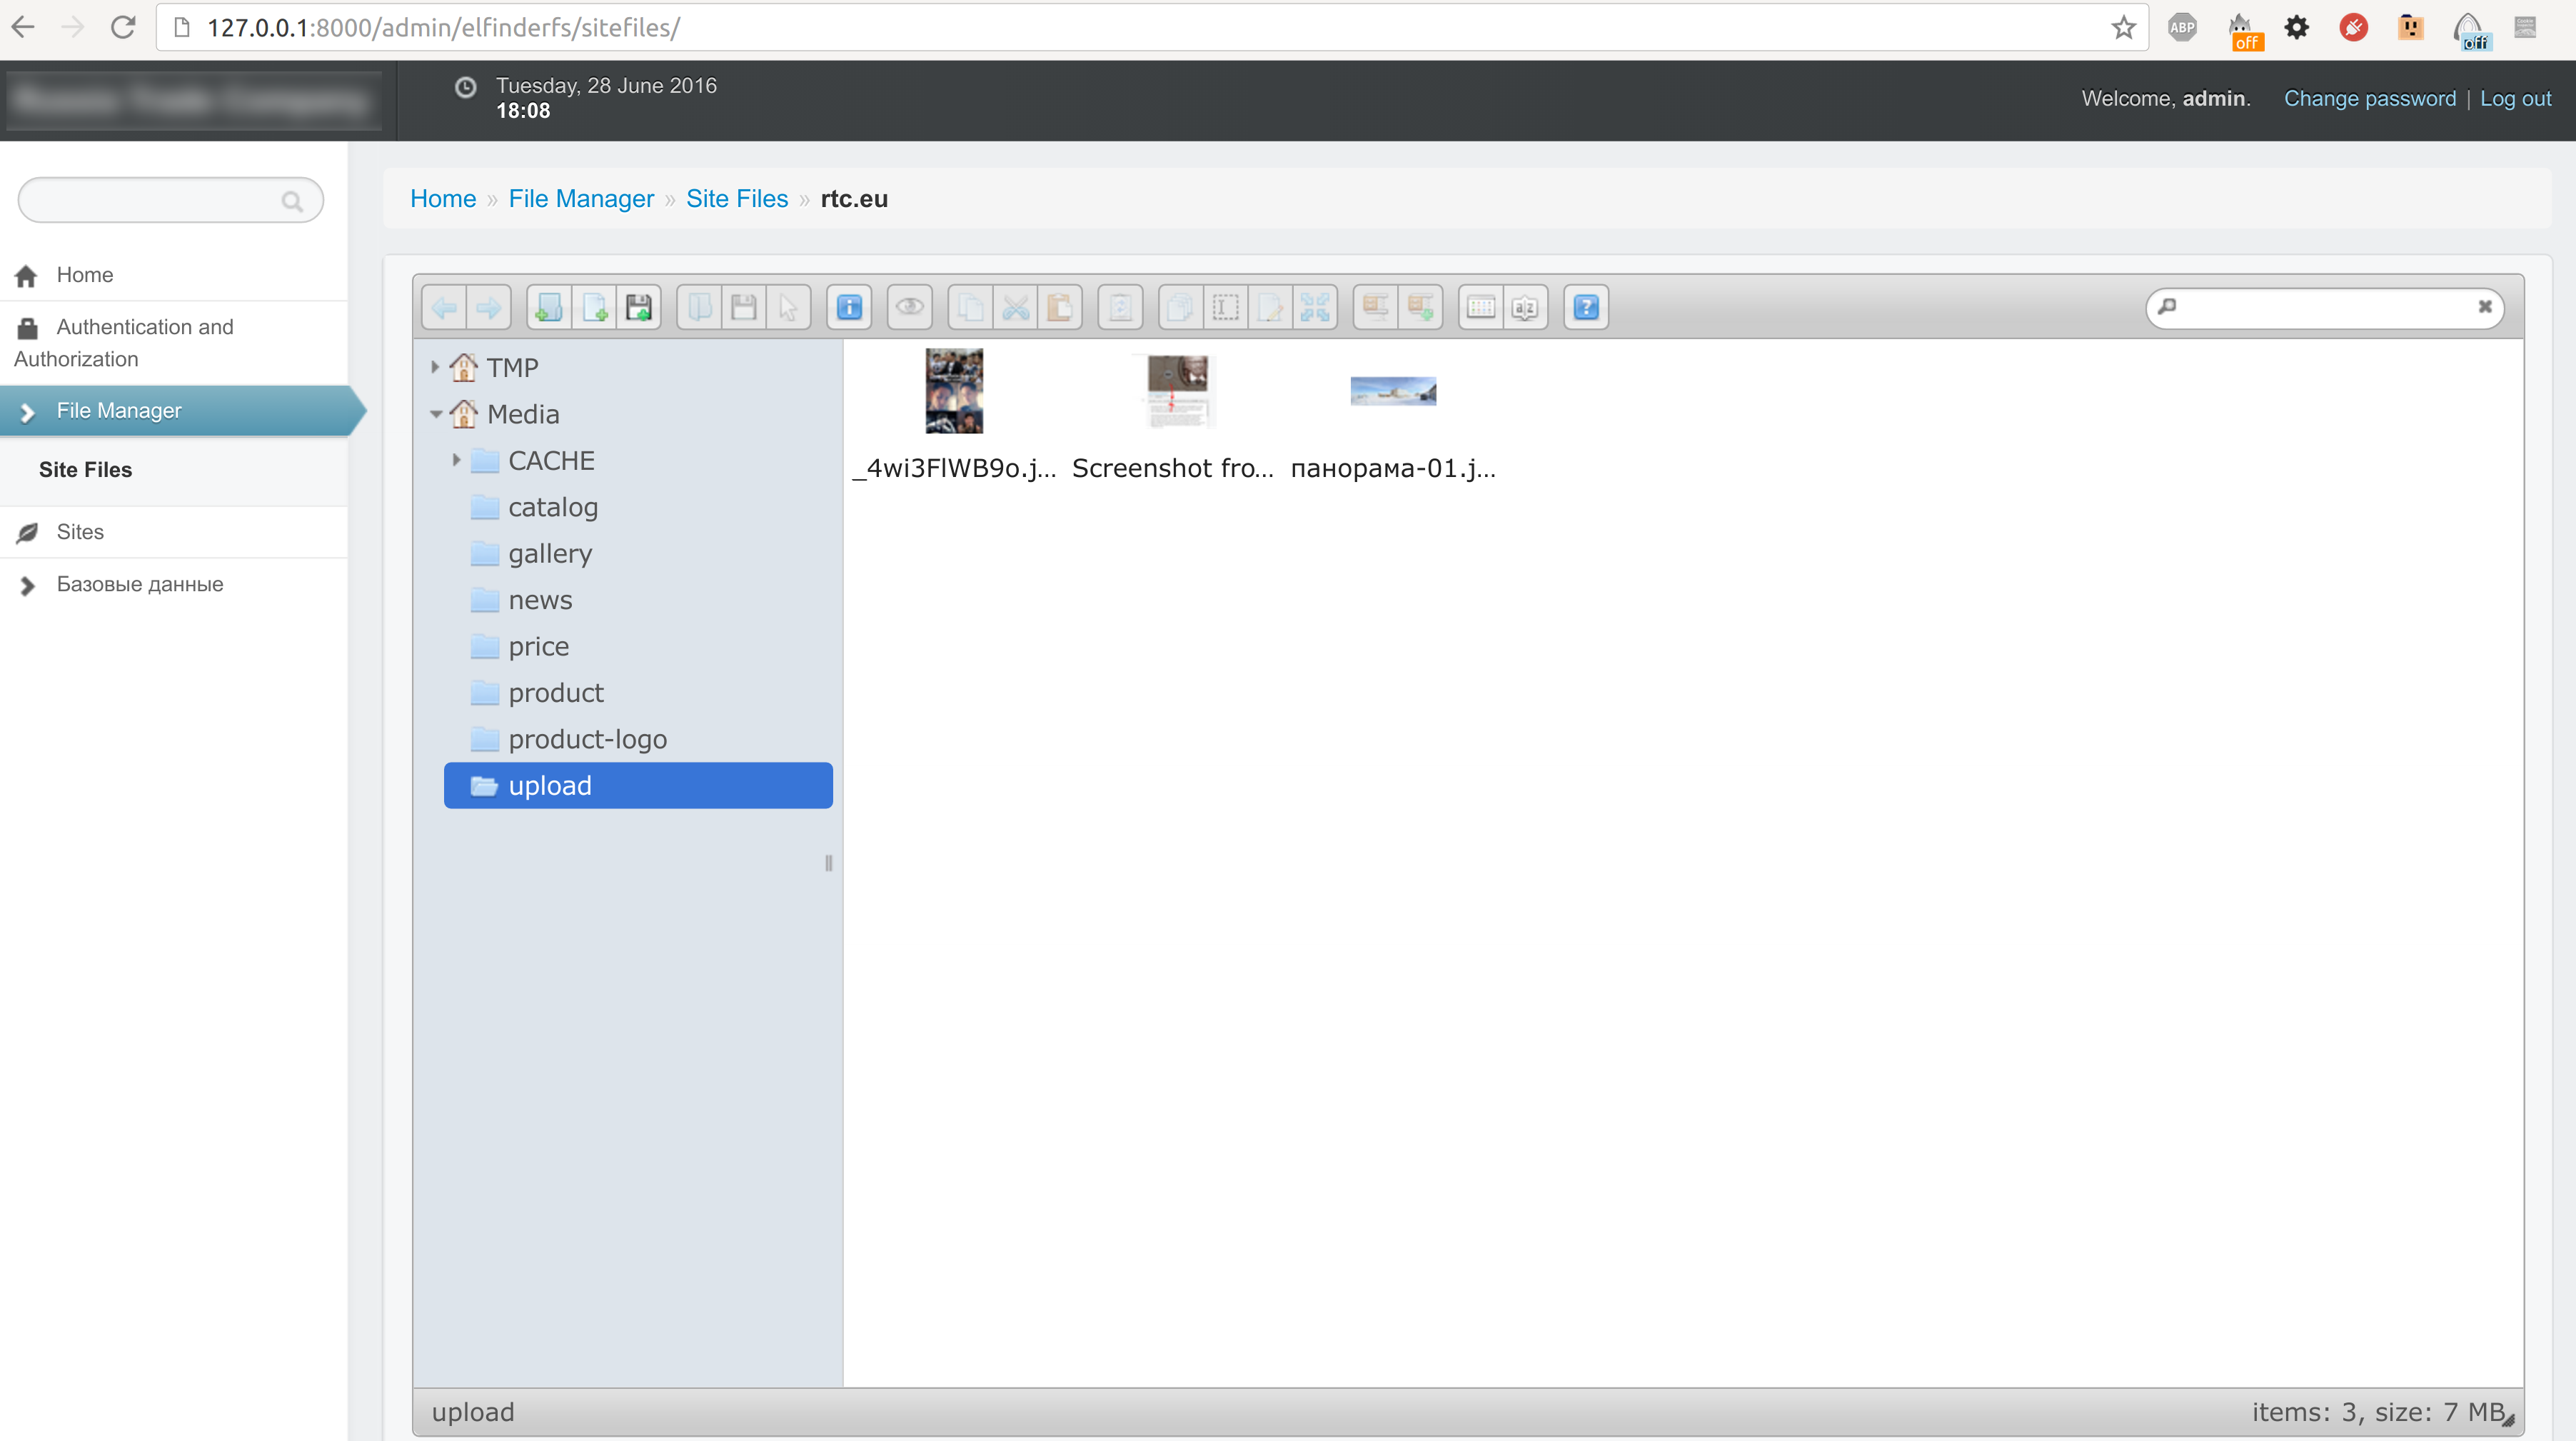 127.0.0.1:8000/admin/elfinderfs/sitefiles/
ABP
off
off
Tuesday, 28 June 2016
18:08
Welcome, admin. Change password | Log out
Home » File Manager » Site Files » rtc.eu
Home
Authentication and
Authorization
File Manager
Site Files
Sites
Базовые данные
TMP
Media
CACHE
catalog
gallery
news
price
product
product-logo
upload
_4wi3FlWB9o.j... Screenshot fro... панорама-01.j...
upload
items: 3, size: 7 MB